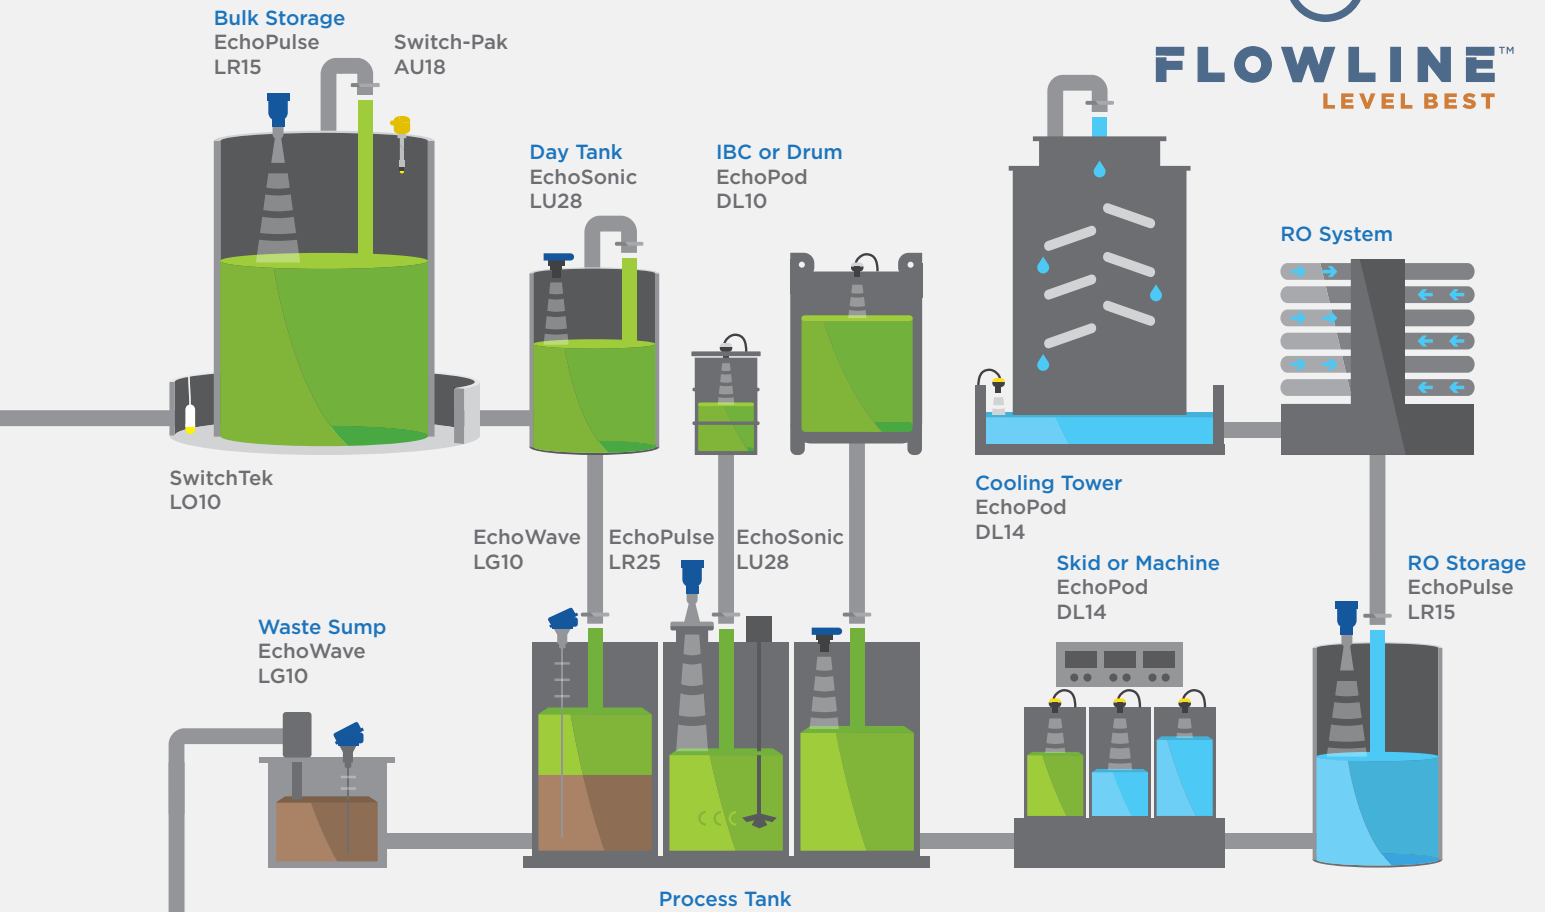 Bulk Storage
EchoPulse
LR15
Switch-Pak
AU18
FLOWLINE™
LEVEL BEST
Day Tank
EchoSonic
LU28
IBC or Drum
EchoPod
DL10
RO System
SwitchTek
LO10
Cooling Tower
EchoPod
DL14
EchoWave
LG10
EchoPulse
LR25
EchoSonic
LU28
Skid or Machine
EchoPod
DL14
RO Storage
EchoPulse
LR15
Waste Sump
EchoWave
LG10
Process Tank